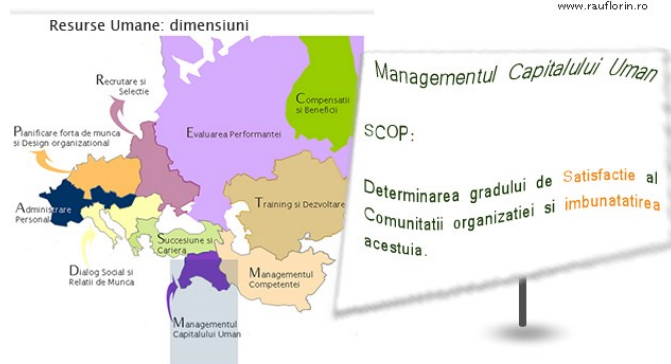 www.rauflorin.ro
Resurse Umane: dimensiuni
Recrutare si
Selectie
Compensatii
si Beneficii
Planificare forta de munca
si Design organizational
Evaluarea Performantei
Administrare
Personal
Training si Dezvoltare
Succesiune si
Cariera
Dialog Social si
Relatii de Munca
Managementul
Competentei
Managementul
Capitalului Uman
Managementul Capitalului Uman
SCOP:
Determinarea gradului de Satisfactie al
Comunitatii organizatiei si imbunatatirea
acestuia.